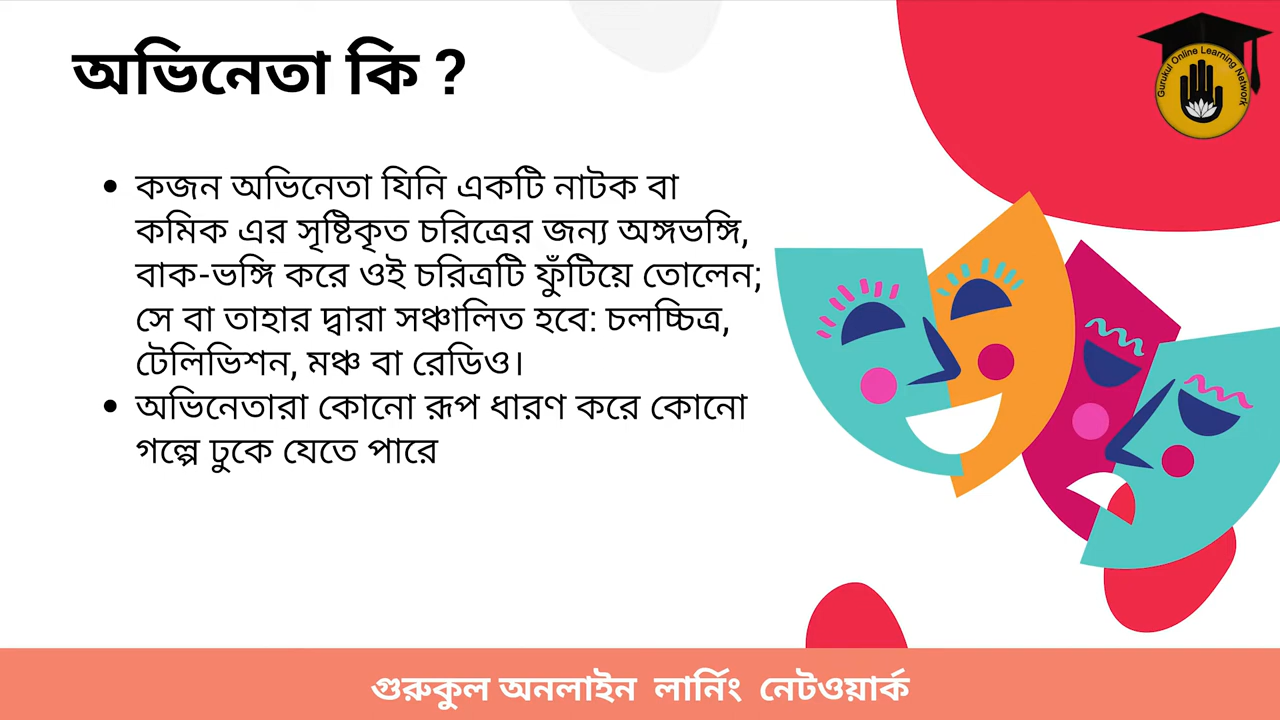 অভিনেতা কি ?
Gurukul Online Learning Network
• কজন অভিনেতা যিনি একটি নাটক বা
কমিক এর সৃষ্টিকৃত চরিত্রের জন্য অঙ্গভঙ্গি,
বাক-ভঙ্গি করে ওই চরিত্রটি ফুঁটিয়ে তোলেন;
সে বা তাহার দ্বারা সঞ্চালিত হবে: চলচ্চিত্র,
টেলিভিশন, মঞ্চ বা রেডিও।
• অভিনেতারা কোনো রূপ ধারণ করে কোনো
গল্পে ঢুকে যেতে পারে
গুরুকুল অনলাইন লার্নিং নেটওয়ার্ক